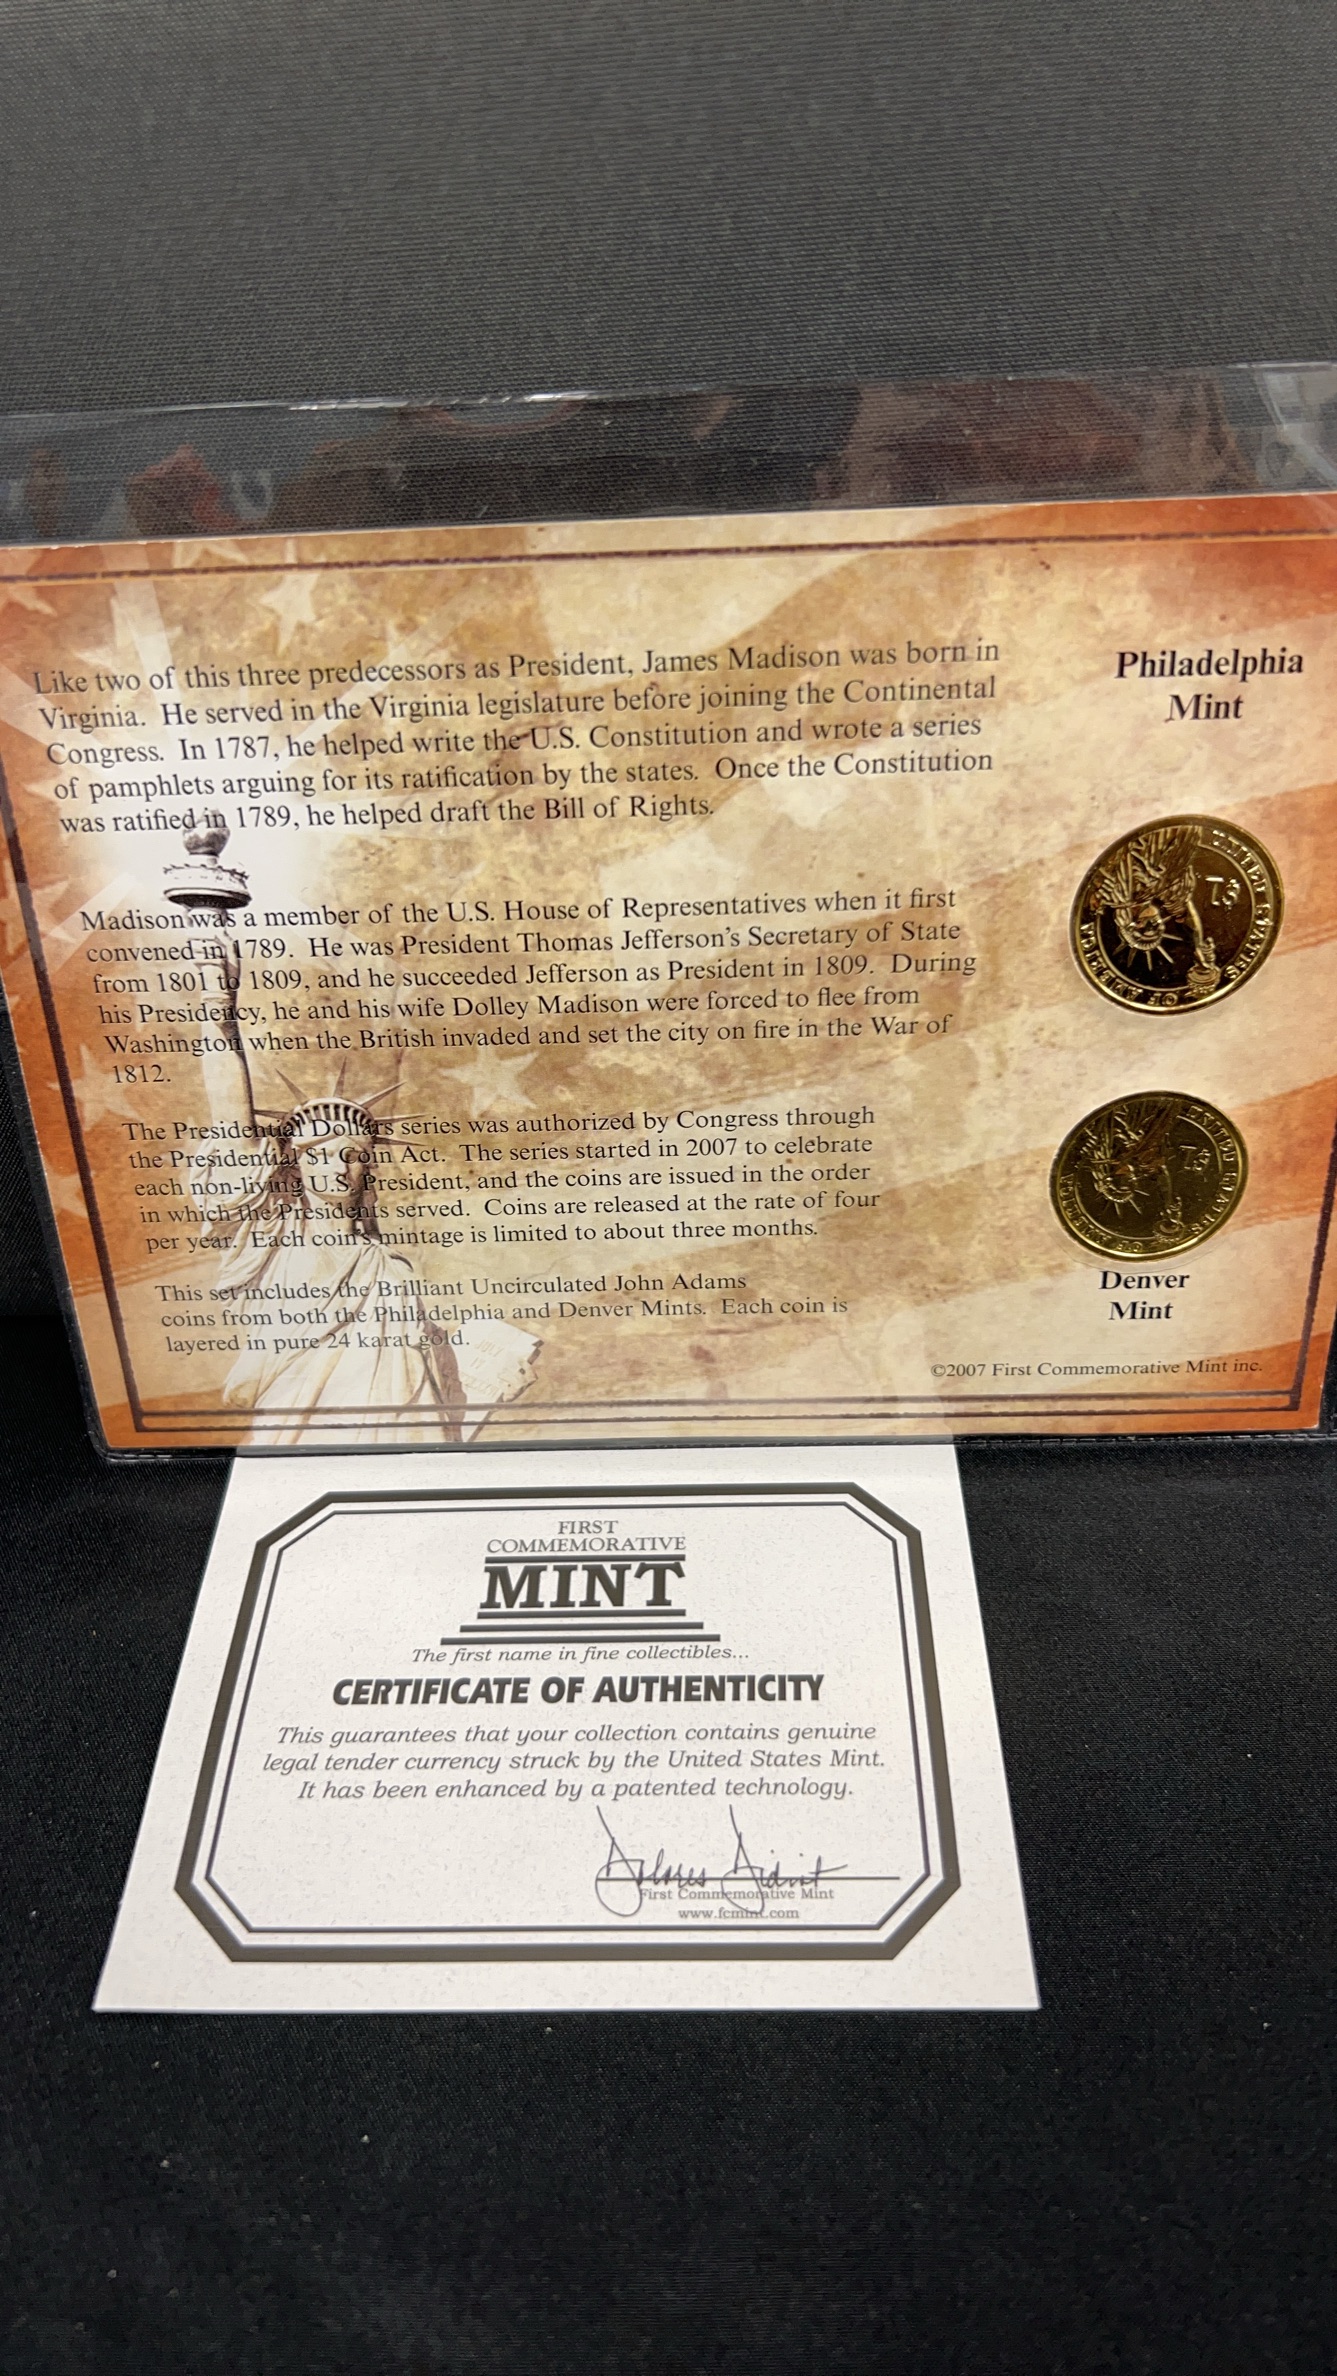 Like two of this three predecessors as President, James Madison was born in
Virginia. He served in the Virginia legislature before joining the Continental
Congress. In 1787, he helped write the U.S. Constitution and wrote a series
of pamphlets arguing for its ratification by the states. Once the Constitution
was ratified in 1789, he helped draft the Bill of Rights.
Madison was a member of the U.S. House of Representatives when it first
convened in 1789. He was President Thomas Jefferson's Secretary of State
from 1801 to 1809, and he succeeded Jefferson as President in 1809. During
his Presidency, he and his wife Dolley Madison were forced to flee from
Washington when the British invaded and set the city on fire in the War of
1812.
The Presidential Dollars series was authorized by Congress through
the Presidential $1 Coin Act. The series started in 2007 to celebrate
each non-living U.S. President, and the coins are issued in the order
in which the Presidents served. Coins are released at the rate of four
per year. Each coin's mintage is limited to about three months.
This set includes the Brilliant Uncirculated John Adams
coins from both the Philadelphia and Denver Mints. Each coin is
layered in pure 24 karat gold.
Philadelphia
Mint
UNITED STATES
OF AMERICA
$1
UNITED STATES
OF AMERICA
$1
Denver
Mint
©2007 First Commemorative Mint inc.
FIRST
COMMEMORATIVE
MINT
The first name in fine collectibles...
CERTIFICATE OF AUTHENTICITY
This guarantees that your collection contains genuine
legal tender currency struck by the United States Mint.
It has been enhanced by a patented technology.
First Commemorative Mint
www.fcmint.com